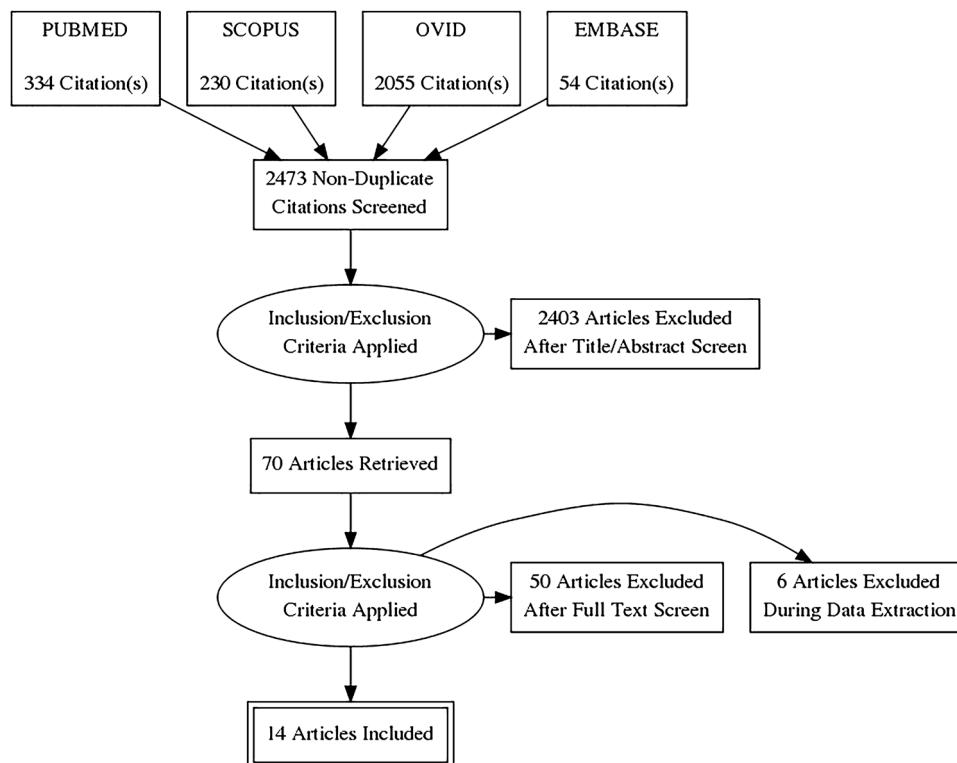 PUBMED
334 Citation(s)
SCOPUS
230 Citation(s)
OVID
2055 Citation(s)
EMBASE
54 Citation(s)
2473 Non-Duplicate
Citations Screened
Inclusion/Exclusion
Criteria Applied
2403 Articles Excluded
After Title/Abstract Screen
70 Articles Retrieved
Inclusion/Exclusion
Criteria Applied
50 Articles Excluded
After Full Text Screen
6 Articles Excluded
During Data Extraction
14 Articles Included